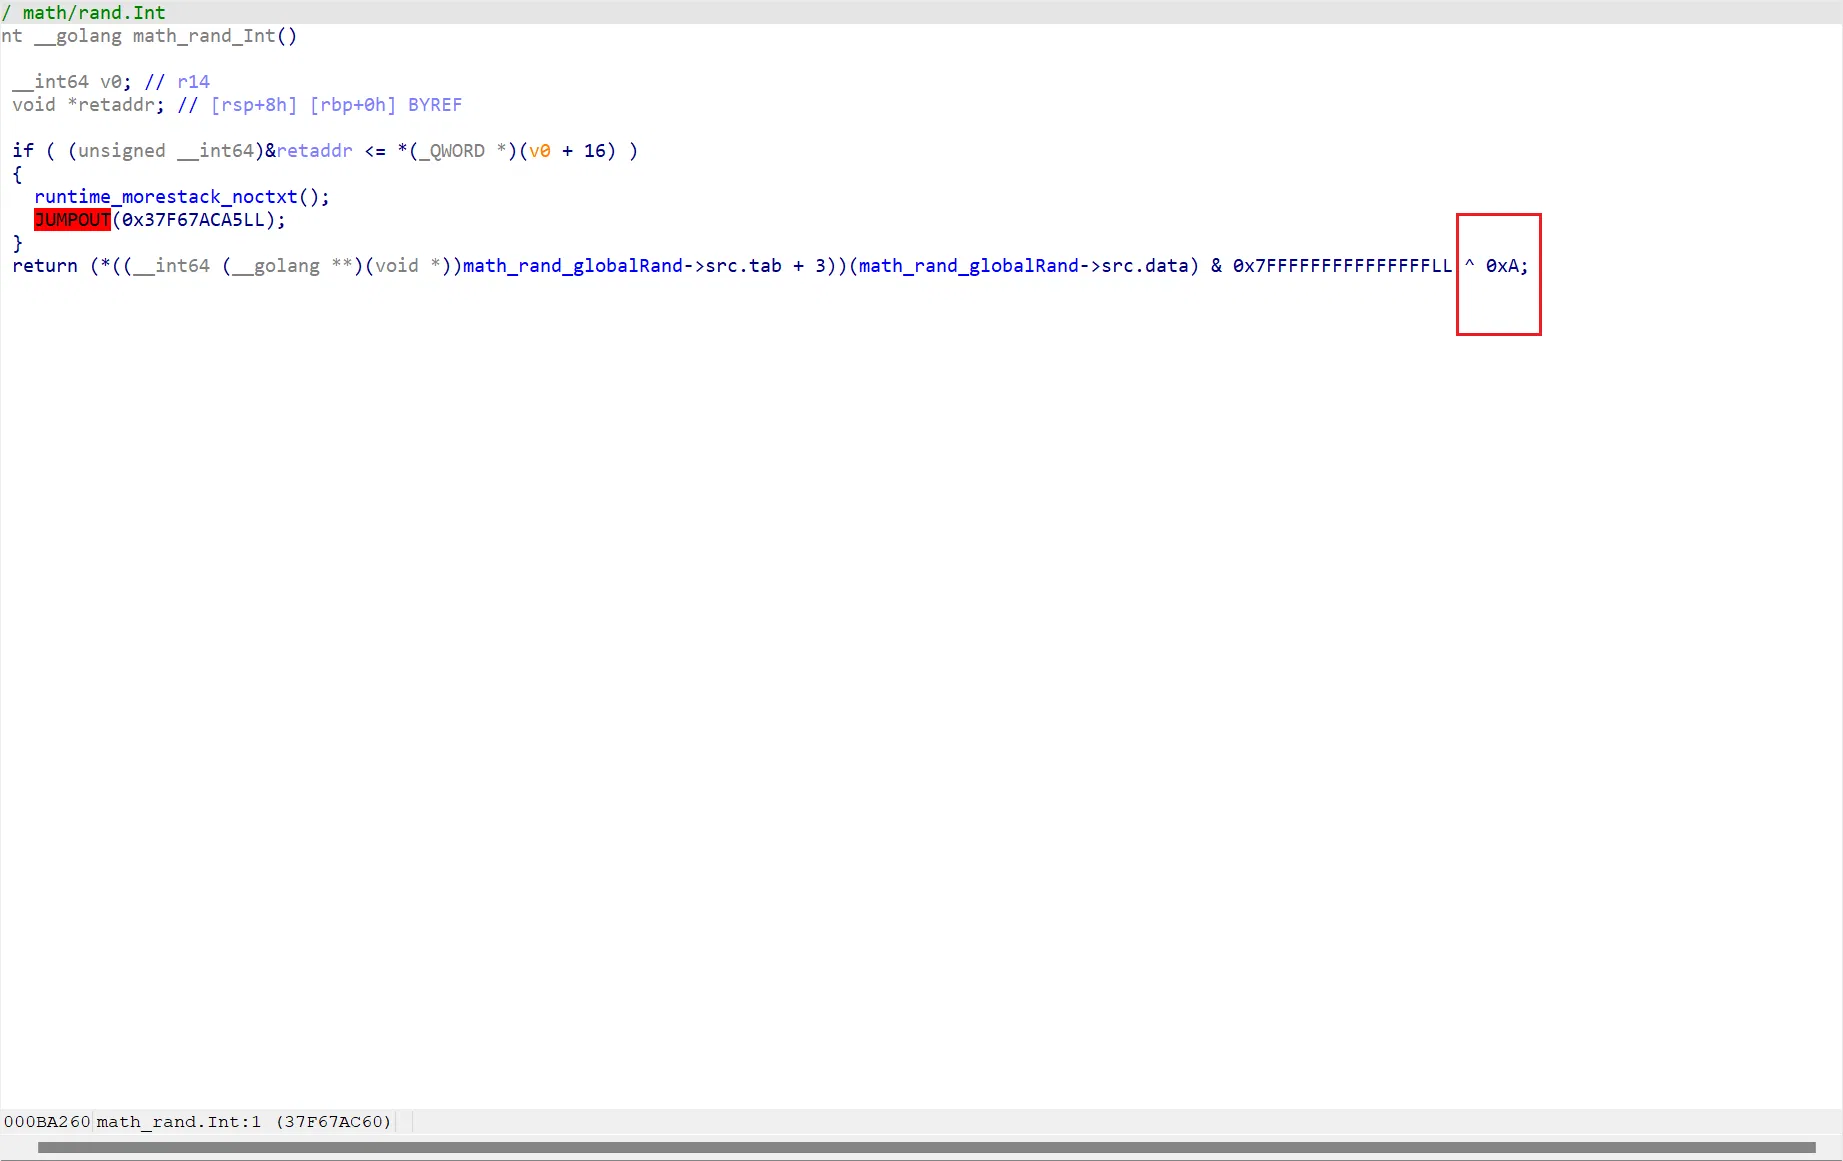 / math/rand.Int
nt __golang math_rand_Int()
__int64 v0; // r14
void *retaddr; // [rsp+8h] [rbp+0h] BYREF
if ( (unsigned __int64)&retaddr <= *(_QWORD *)(v0 + 16) )
{
runtime_morestack_noctxt();
JUMPOUT(0x37F67ACA5LL);
}
return (*((__int64 (__golang **)(void *))math_rand_globalRand->src.tab + 3))(math_rand_globalRand->src.data) & 0x7FFFFFFFFFFFFFFFLL ^ 0xA;
000BA260 math_rand.Int:1 (37F67AC60)